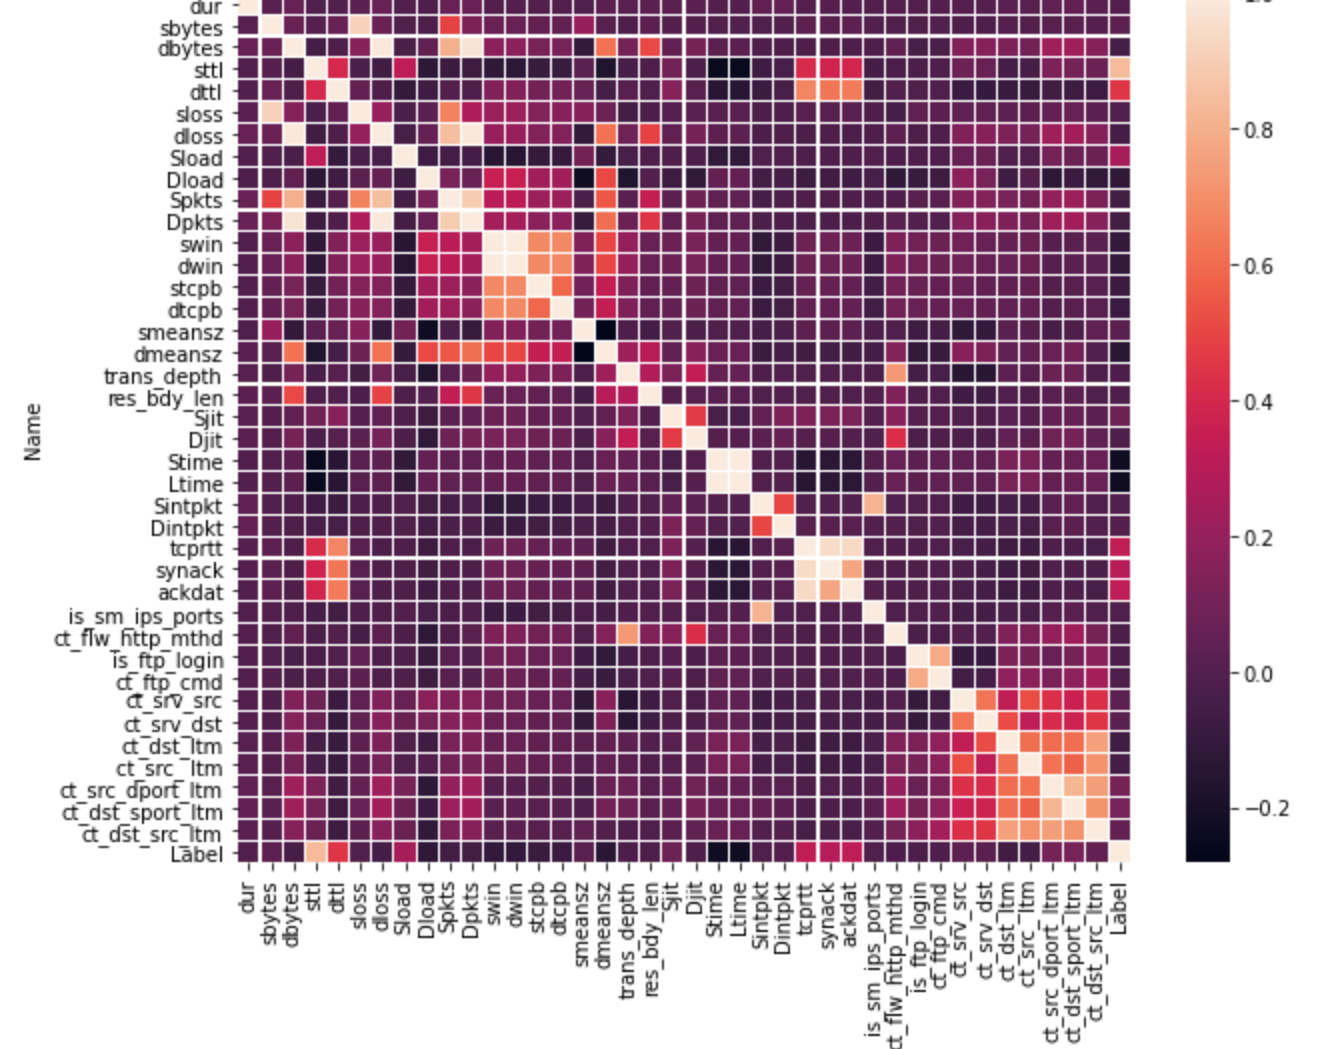 dur
sbytes
dbytes
sttl
dttl
sloss
dloss
Sload
Dload
Spkts
Dpkts
swin
dwin
stcpb
dtcpb
smeansz
dmeansz
trans_depth
res_bdy_len
Sjit
Djit
Stime
Ltime
Sintpkt
Dintpkt
tcprtt
synack
ackdat
is_sm_ips_ports
ct_flw_http_mthd
is_ftp_login
ct_ftp_cmd
ct_srv_src
ct_srv_dst
ct_dst_ltm
ct_src_ltm
ct_src_dport_ltm
ct_dst_sport_ltm
ct_dst_src_ltm
Label
Name
dur
sbytes
dbytes
sttl
dttl
sloss
dloss
Sload
Dload
Spkts
Dpkts
swin
dwin
stcpb
dtcpb
smeansz
dmeansz
trans_depth
res_bdy_len
Sjit
Djit
Stime
Ltime
Sintpkt
Dintpkt
tcprtt
synack
ackdat
is_sm_ips_ports
ct_flw_http_mthd
is_ftp_login
ct_ftp_cmd
ct_srv_src
ct_srv_dst
ct_dst_ltm
ct_src_ltm
ct_src_dport_ltm
ct_dst_sport_ltm
ct_dst_src_ltm
Label
0.8
0.6
0.4
0.2
0.0
−0.2